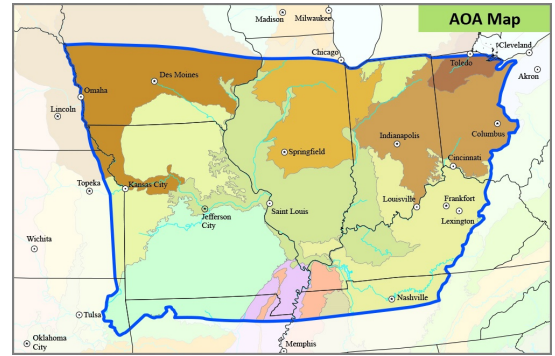 AOA Map
Madison
Milwaukee
Chicago
Toledo
Cleveland
Akron
Des Moines
Omaha
Lincoln
Springfield
Indianapolis
Columbus
Cincinnati
Topeka
Kansas City
Jefferson
City
Saint Louis
Louisville
Frankfort
Lexington
Wichita
Nashville
Tulsa
Oklahoma
City
Memphis